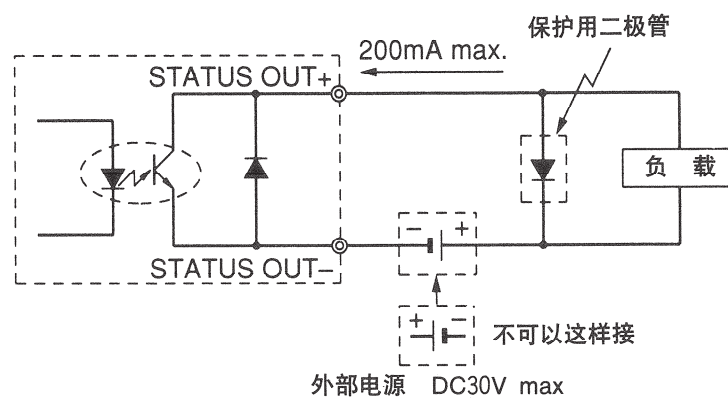 保护用二极管
200mA max.
STATUS OUT+
负 载
− +
STATUS OUT−
+ −
不可以这样接
外部电源 DC30V max